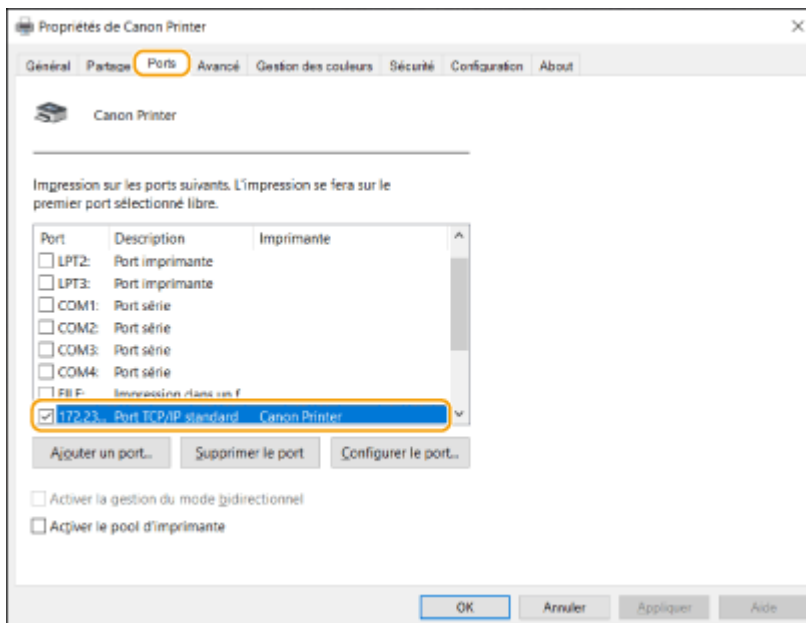 Propriétés de Canon Printer
Général Partage Ports Avancé Gestion des couleurs Sécurité Configuration About
Canon Printer
Impression sur les ports suivants. L'impression se fera sur le
premier port sélectionné libre.
Port Description Imprimante
LPT2: Port imprimante
LPT3: Port imprimante
COM1: Port série
COM2: Port série
COM3: Port série
COM4: Port série
FILE: Impression dans un f
172.23... Port TCP/IP standard Canon Printer
Ajouter un port... Supprimer le port Configurer le port...
Activer la gestion du mode bidirectionnel
Activer le pool d'imprimante
OK Annuler Appliquer Aide